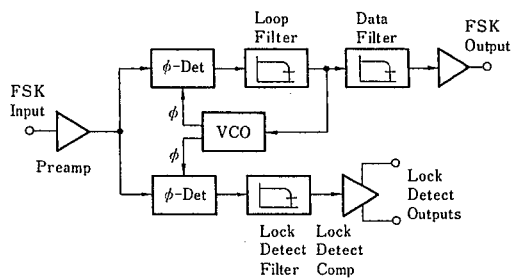 Loop
Filter
Data
Filter
FSK
Output
FSK
Input
Preamp
φ-Det
φ
VCO
φ
φ-Det
Lock
Detect
Filter
Lock
Detect
Comp
Lock
Detect
Outputs